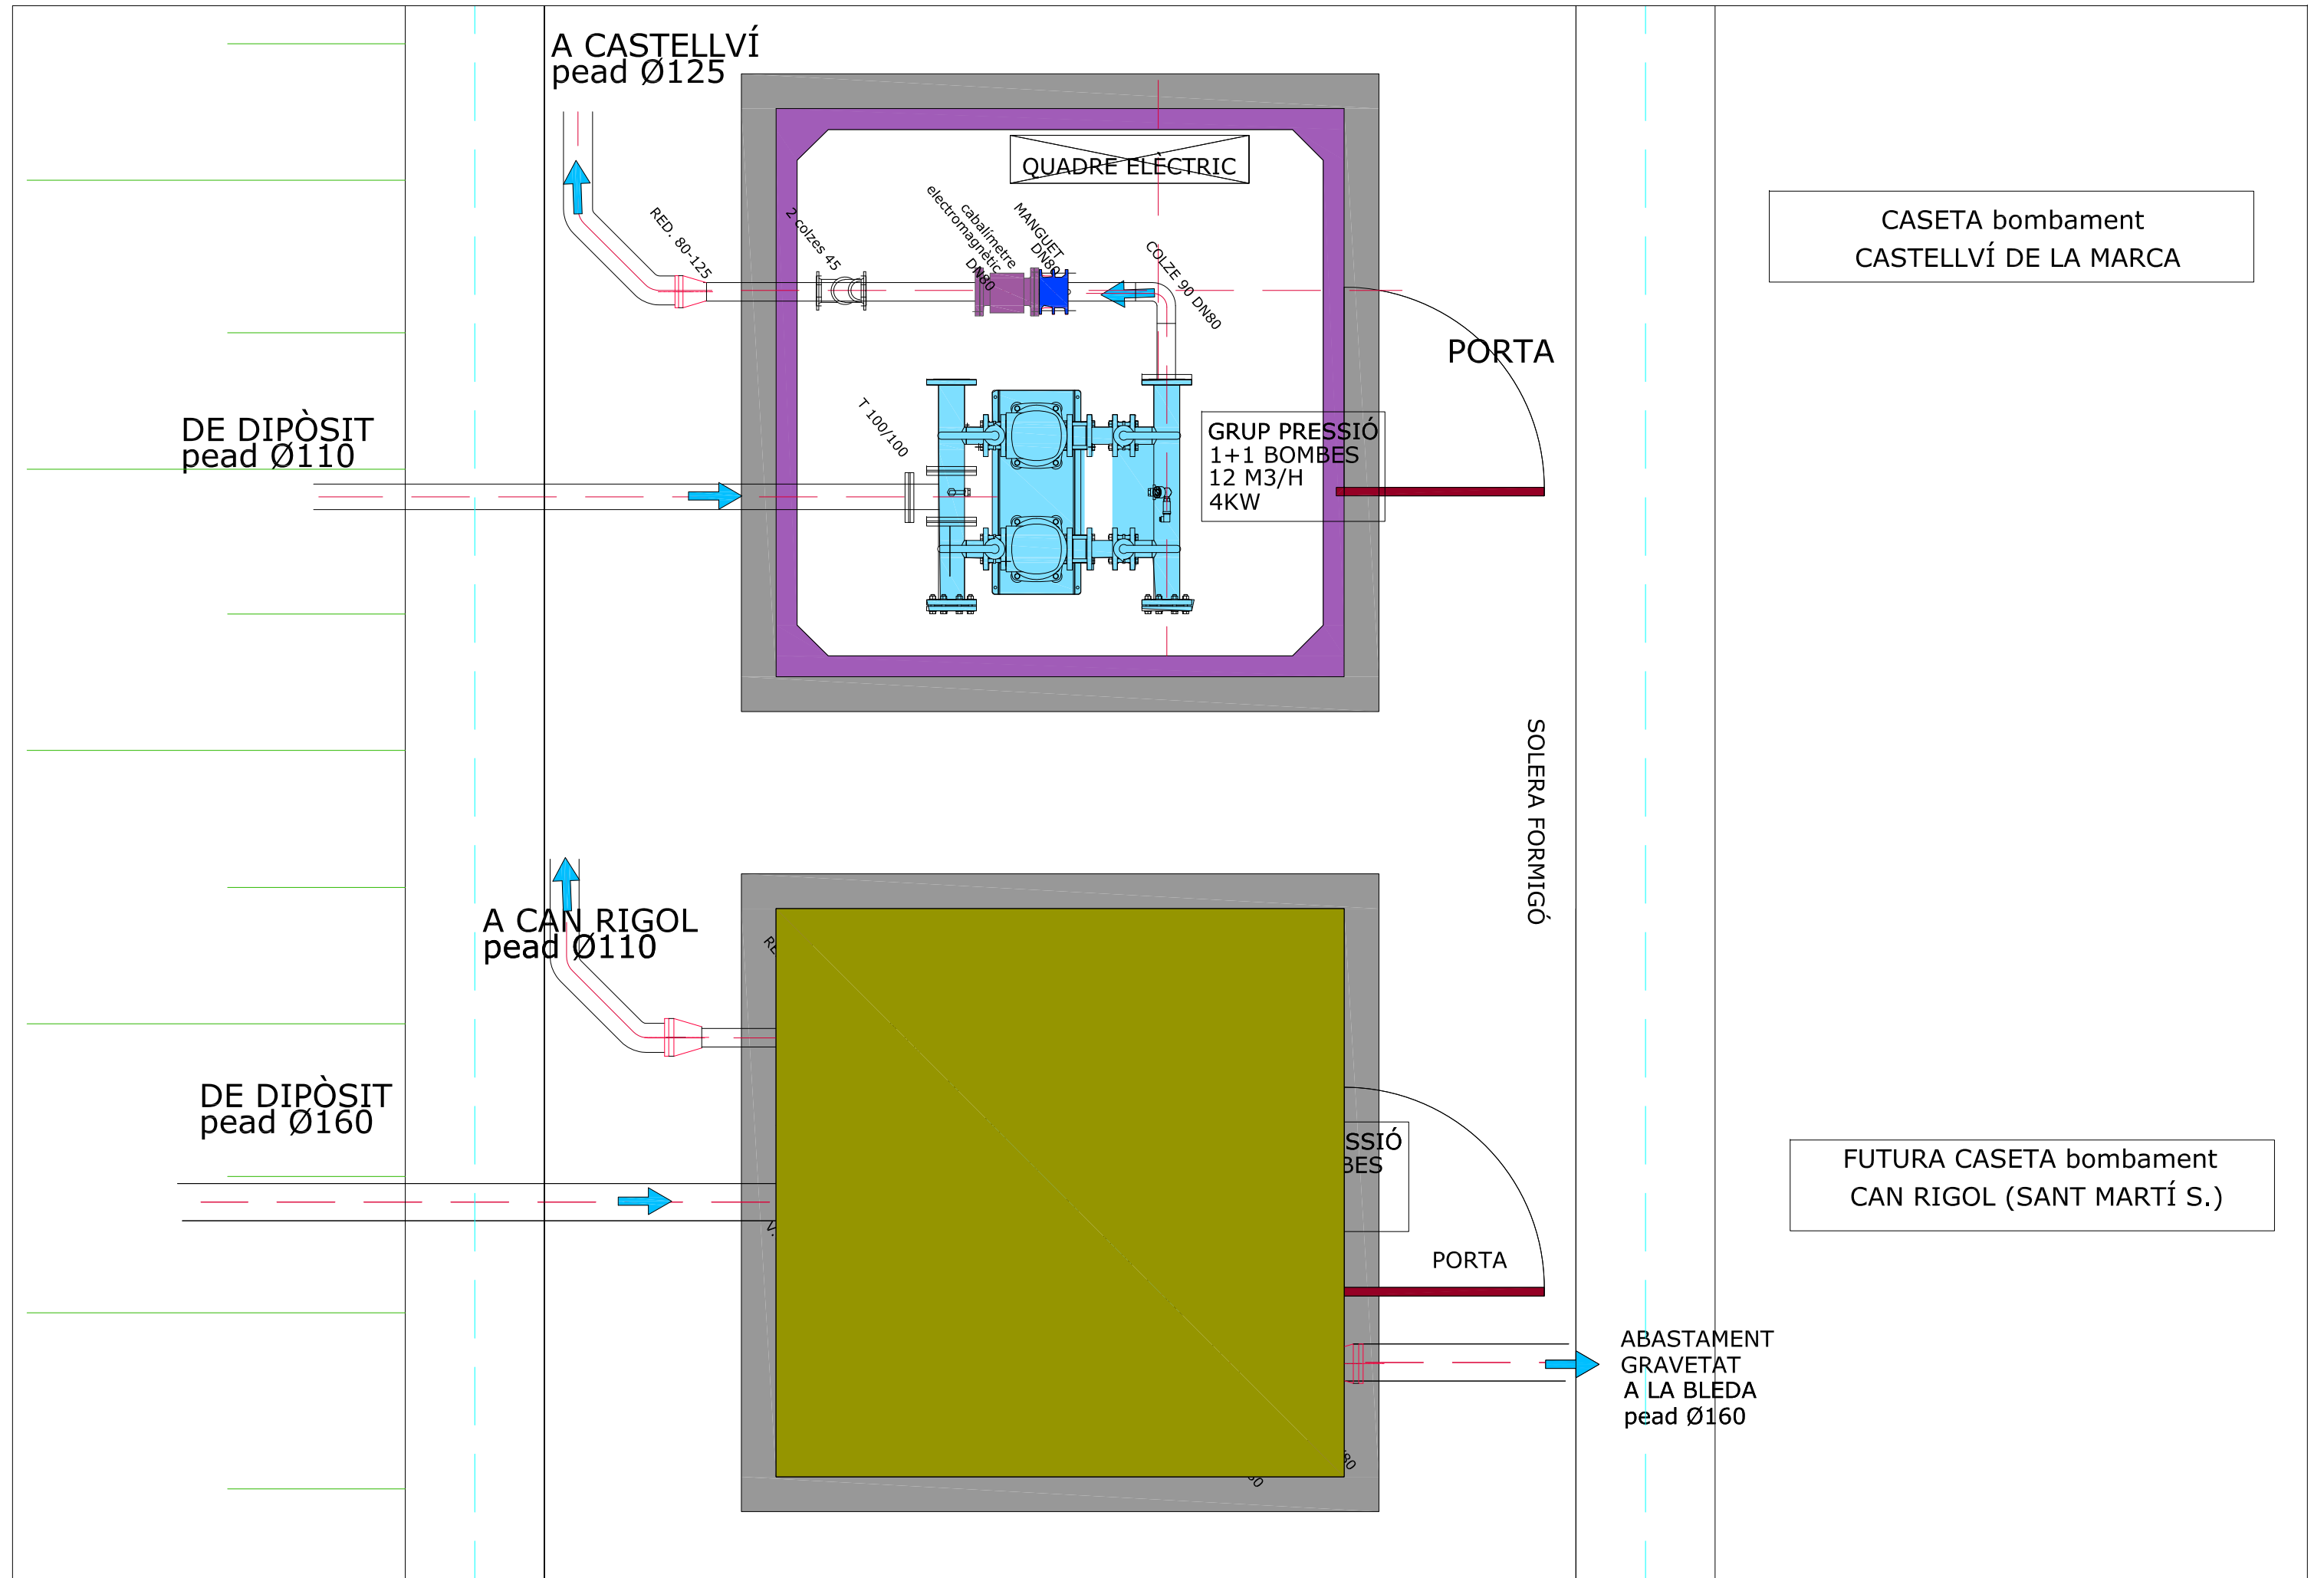 A CASTELLVÍ
pead Ø125
QUADRE ELÈCTRIC
RED. 80-125
2 colzes 45
cabalímetre
electromagnètic
DN80
MANGUET
DN80
COLZE 90 DN80
CASETA bombament
CASTELLVÍ DE LA MARCA
PORTA
DE DIPÒSIT
pead Ø110
T 100/100
GRUP PRESSIÓ
1+1 BOMBES
12 M3/H
4KW
SOLERA FORMIGÓ
A CAN RIGOL
pead Ø110
DE DIPÒSIT
pead Ø160
SSIÓ
BES
FUTURA CASETA bombament
CAN RIGOL (SANT MARTÍ S.)
PORTA
ABASTAMENT
GRAVETAT
A LA BLEDA
pead Ø160